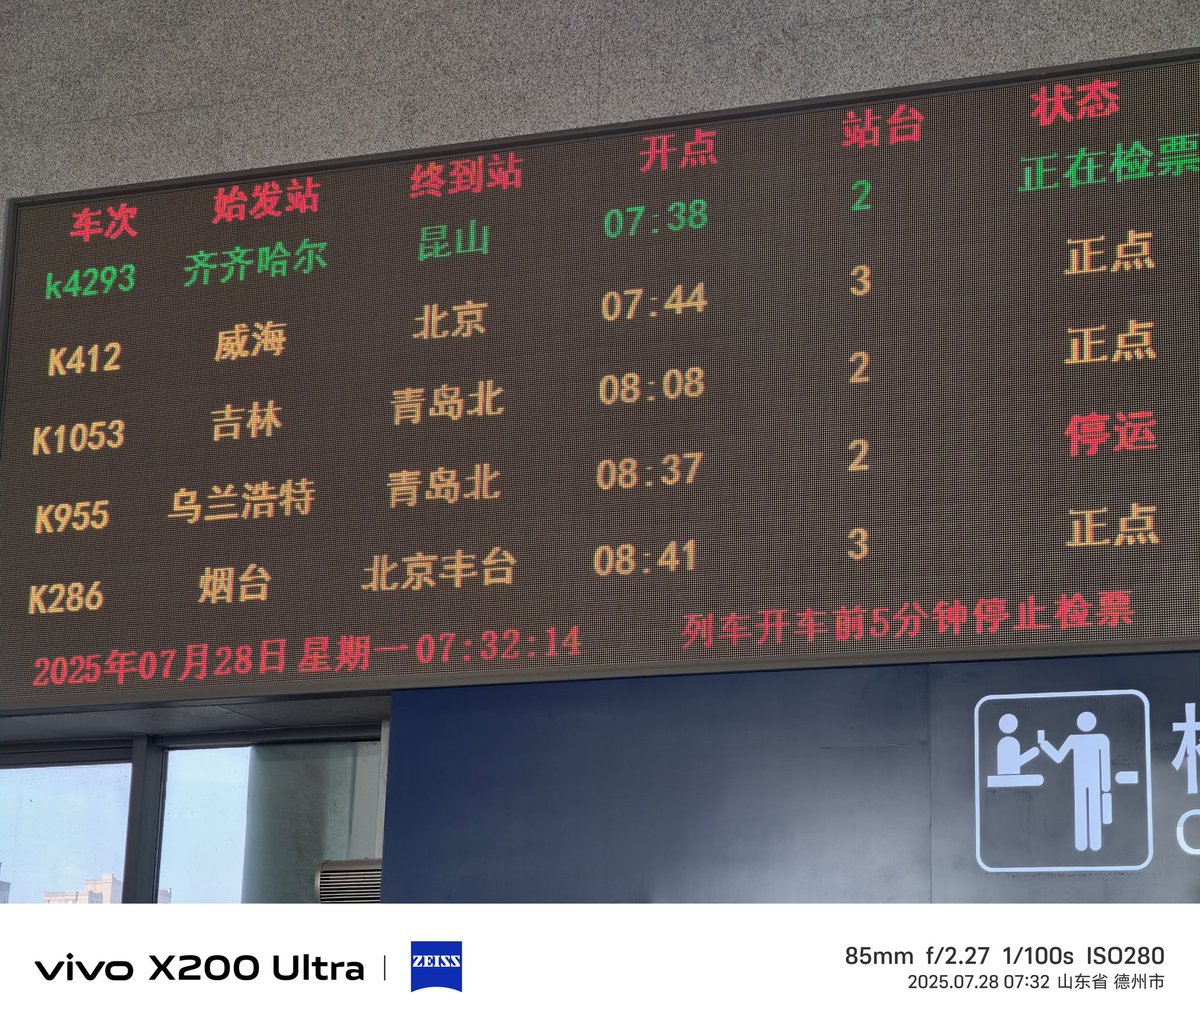 车次 始发站 终到站 开点 站台 状态
k4293 齐齐哈尔 昆山 07:38 2 正在检票
K412 威海 北京 07:44 3 正点
K1053 吉林 青岛北 08:08 2 正点
K955 乌兰浩特 青岛北 08:37 2 停运
K286 烟台 北京丰台 08:41 3 正点
2025年07月28日 星期一 07:32:14 列车开车前5分钟停止检票
vivo X200 Ultra | ZEISS
85mm f/2.27 1/100s ISO280
2025.07.28 07:32 山东省 德州市